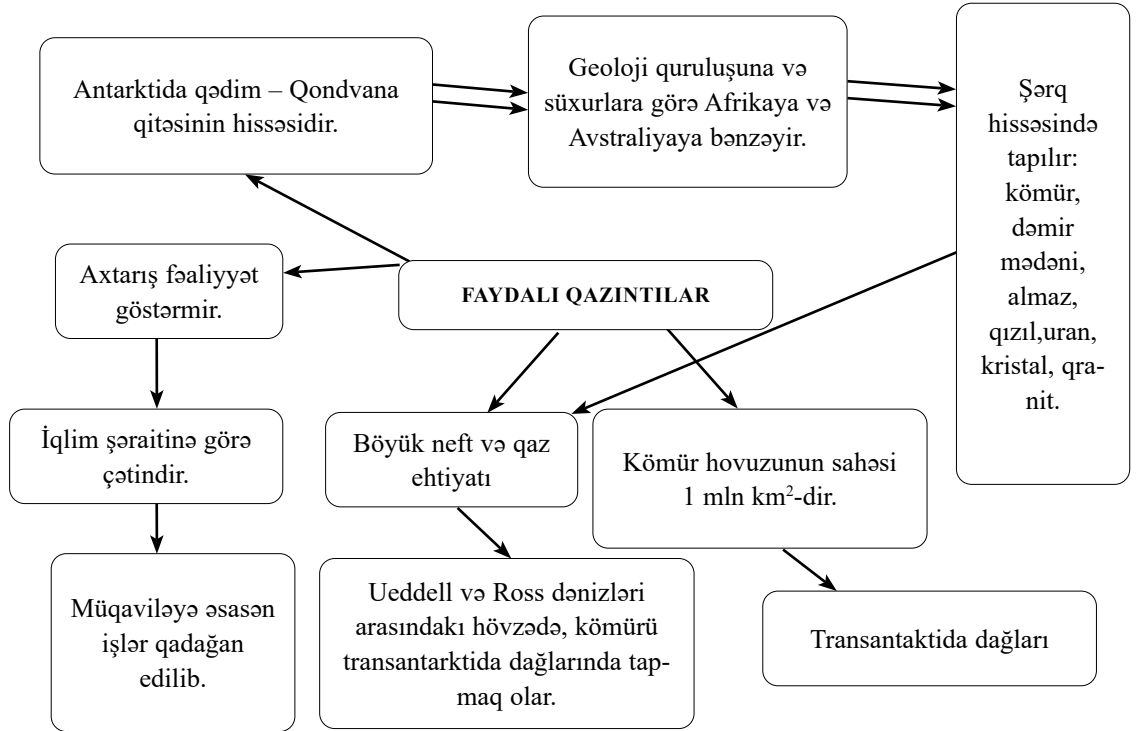 Antarktida qədim – Qondvana
qitəsinin hissəsidir.
Geoloji quruluşuna və
süxurlara görə Afrikaya və
Avstraliyaya bənzəyir.
Şərq
hissəsində
tapılır:
kömür,
dəmir
mədəni,
almaz,
qızıl,uran,
kristal, qra-
nit.
Axtarış fəaliyyət
göstərmir.
FAYDALI QAZINTILAR
İqlim şəraitinə görə
çətindir.
Böyük neft və qaz
ehtiyatı
Kömür hovuzunun sahəsi
1 mln km²-dir.
Müqaviləyə əsasən
işlər qadağan
edilib.
Ueddell və Ross dənizləri
arasındakı hövzədə, kömürü
transantarktida dağlarında tap-
maq olar.
Transantaktida dağları